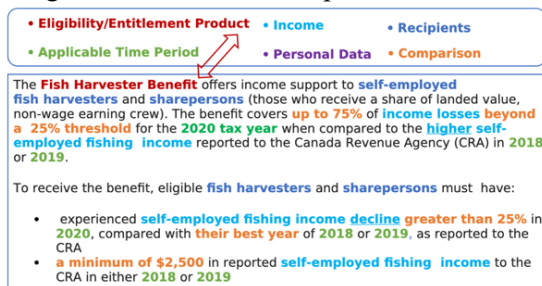 • Eligibility/Entitlement Product • Income • Recipients
• Applicable Time Period • Personal Data • Comparison
The Fish Harvester Benefit offers income support to self-employed
fish harvesters and sharepersons (those who receive a share of landed value,
non-wage earning crew). The benefit covers up to 75% of income losses beyond
a 25% threshold for the 2020 tax year when compared to the higher self-
employed fishing income reported to the Canada Revenue Agency (CRA) in 2018
or 2019.
To receive the benefit, eligible fish harvesters and sharepersons must have:
• experienced self-employed fishing income decline greater than 25% in
2020, compared with their best year of 2018 or 2019, as reported to the
CRA
• a minimum of $2,500 in reported self-employed fishing income to the
CRA in either 2018 or 2019